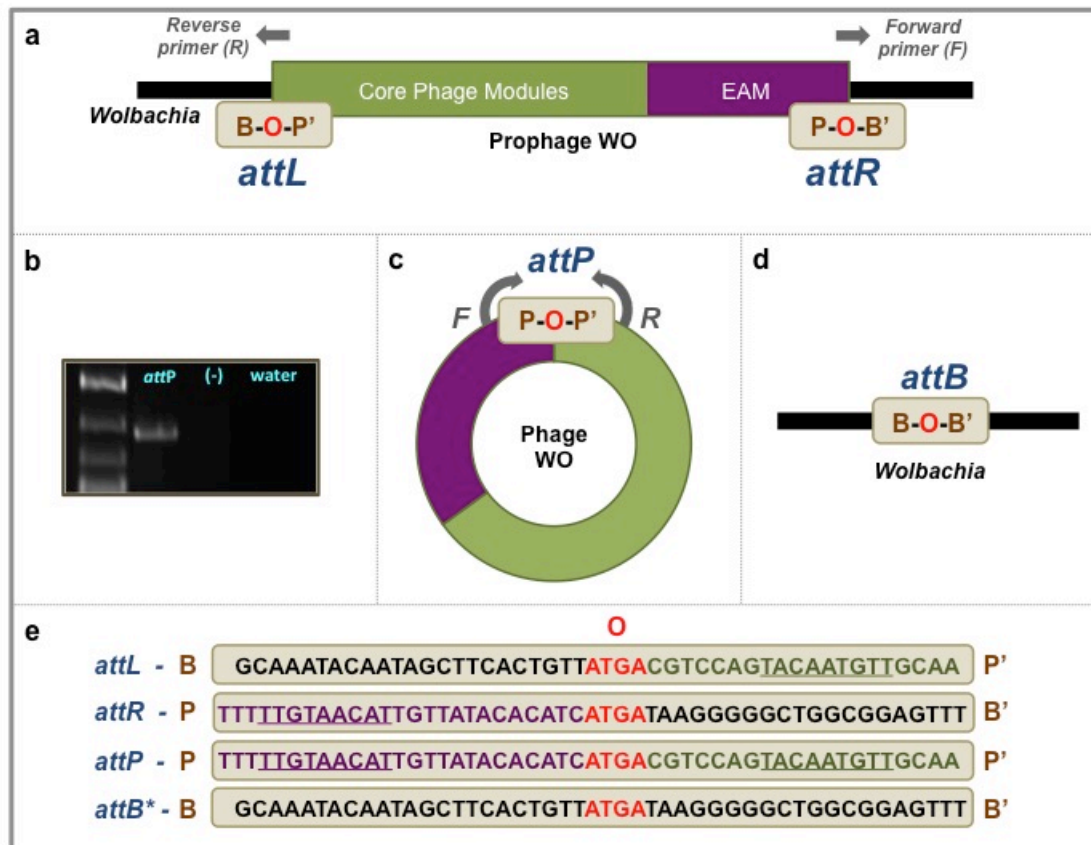 a
Reverse
primer (R)
Forward
primer (F)
Core Phage Modules
EAM
Wolbachia
B-O-P’
Prophage WO
P-O-B’
attL
attR
b
attP (-) water
c
attP
F
P-O-P’
R
Phage
WO
d
attB
B-O-B’
Wolbachia
e
O
attL - B GCAAATACAATAGCTTCACTGTTATGACGTCCAGTACAATGTTGCAA P’
attR - P TTTTTGTAACATTGTTATACACATCATGATAAGGGGGCTGGCGGAGTTT B’
attP - P TTTTTGTAACATTGTTATACACATCATGACGTCCAGTACAATGTTGCAA P’
attB* - B GCAAATACAATAGCTTCACTGTTATGATAAGGGGGCTGGCGGAGTTT B’